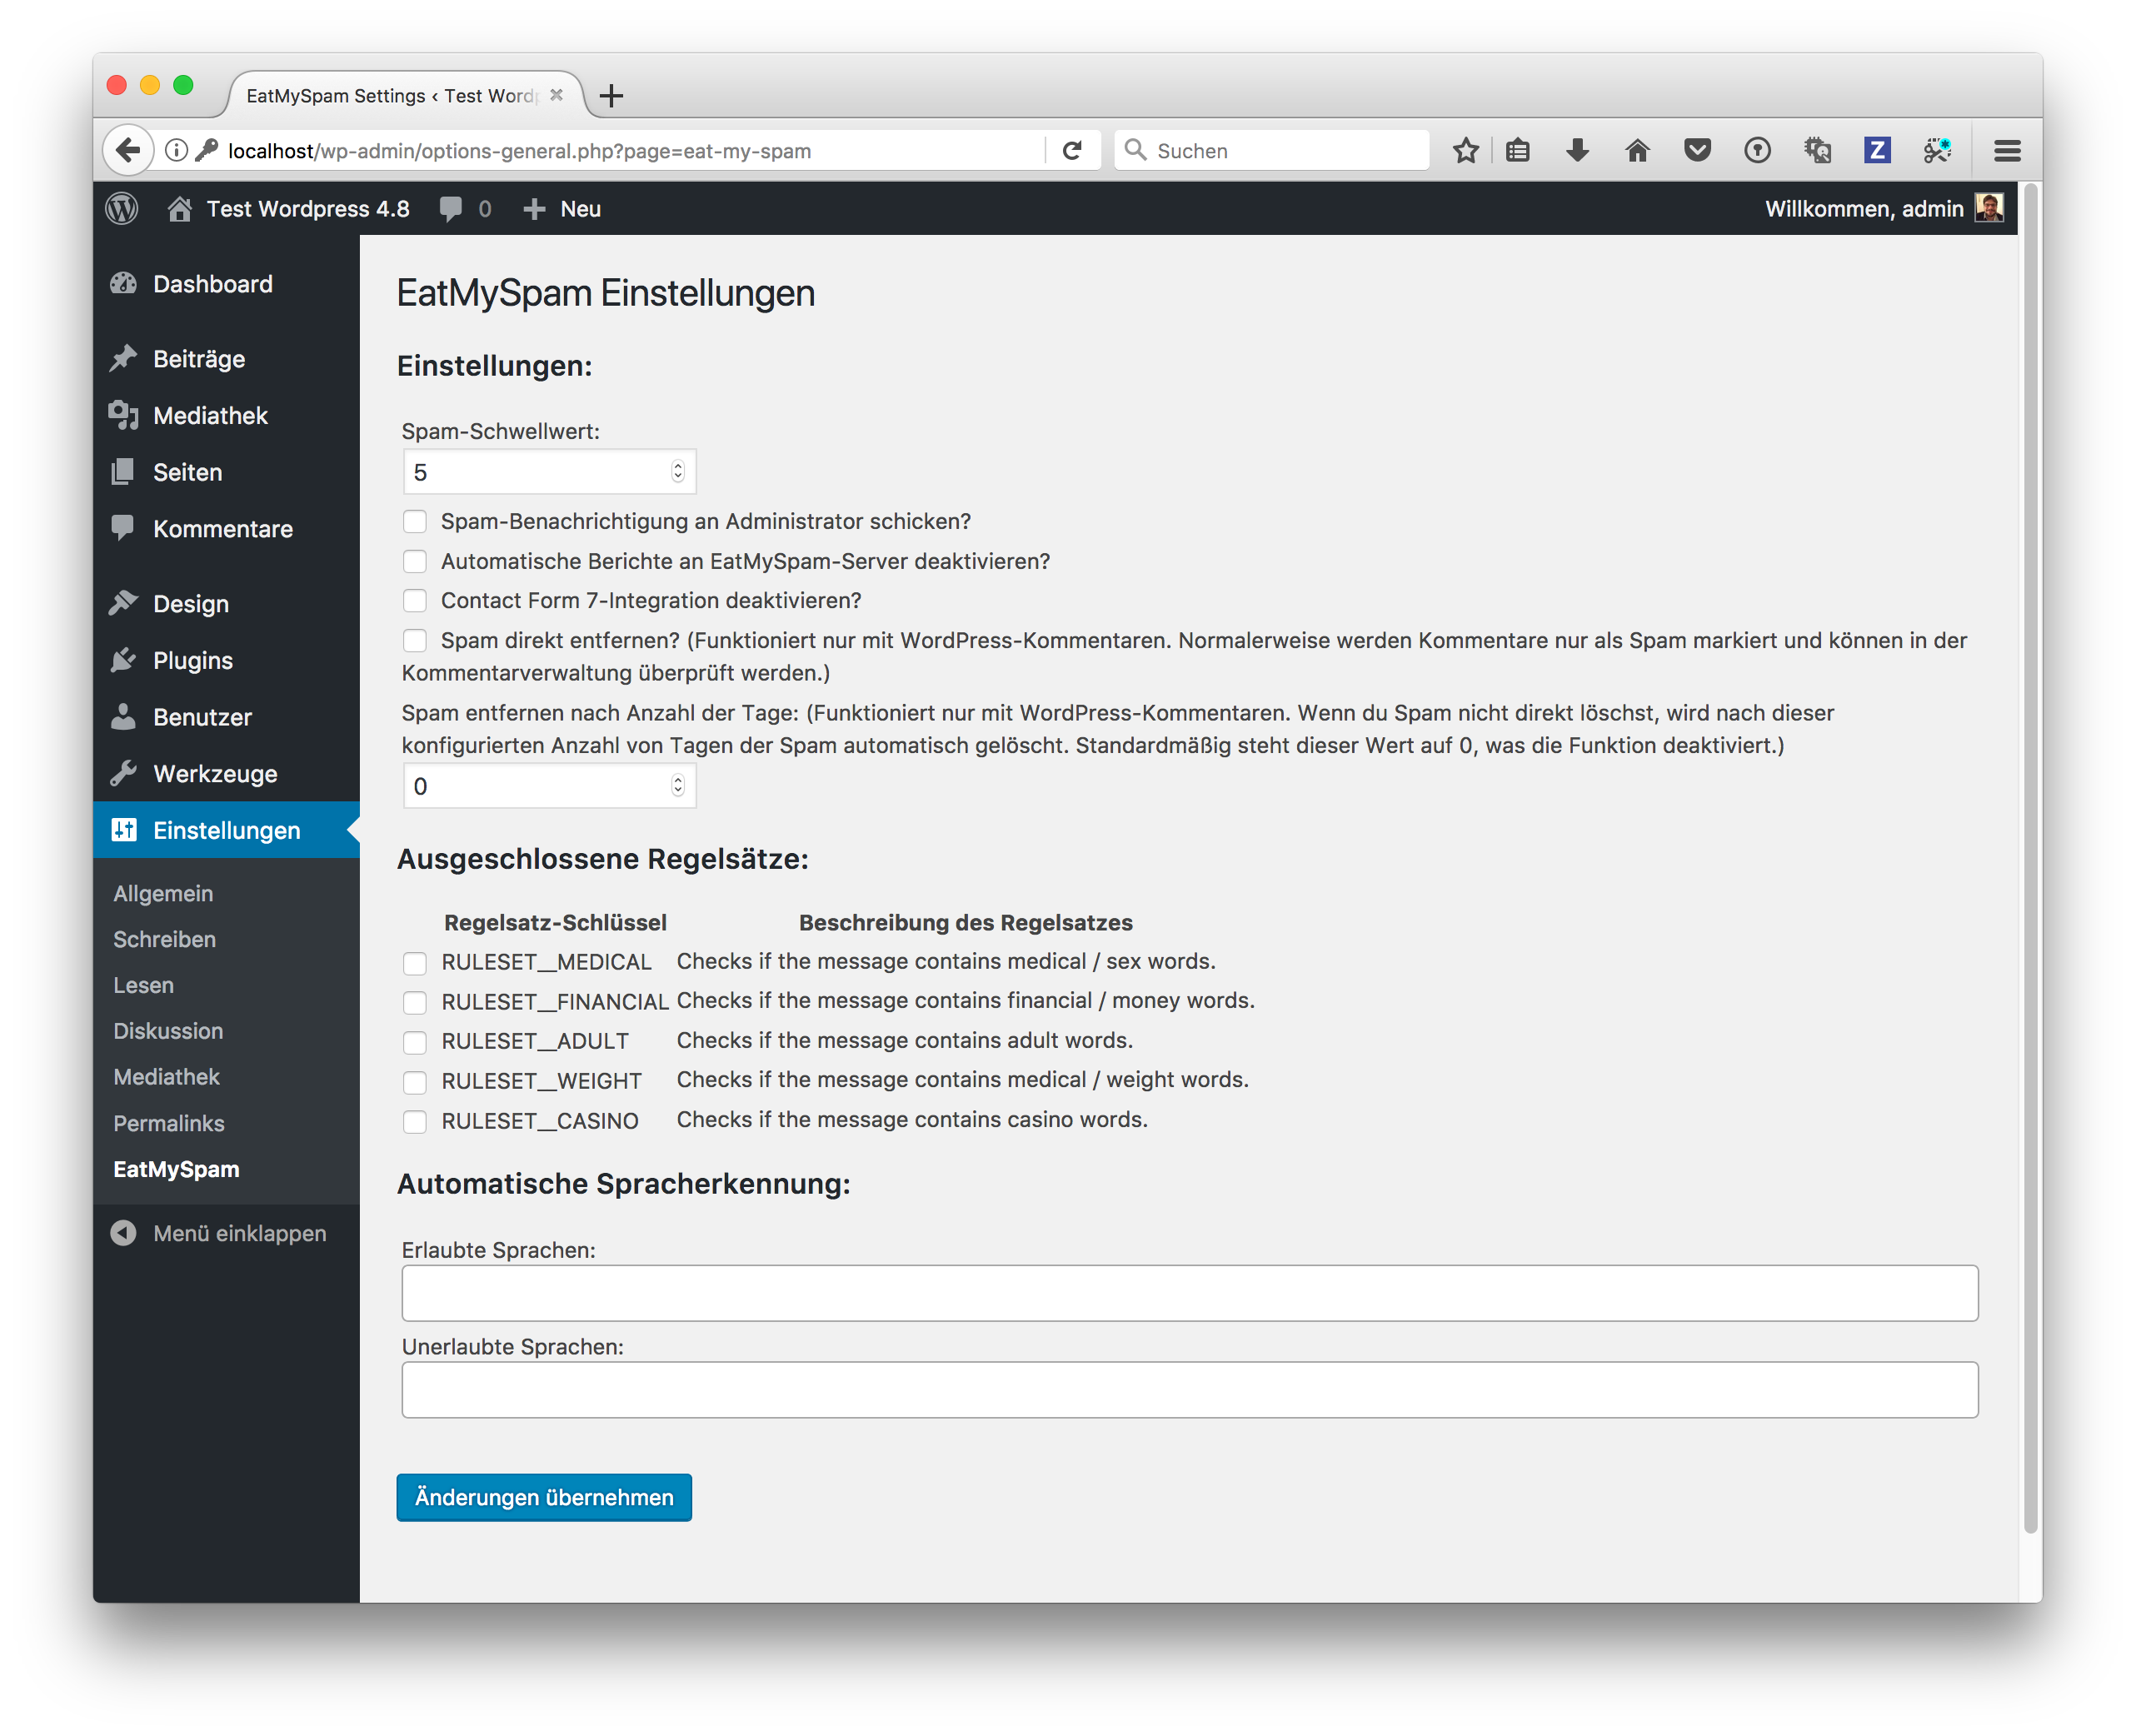 EatMySpam Settings ‹ Test Wordp
localhost/wp-admin/options-general.php?page=eat-my-spam
Suchen
Z
Test Wordpress 4.8
0
Neu
Willkommen, admin
Dashboard
Beiträge
Mediathek
Seiten
Kommentare
Design
Plugins
Benutzer
Werkzeuge
Einstellungen
Allgemein
Schreiben
Lesen
Diskussion
Mediathek
Permalinks
EatMySpam
Menü einklappen
EatMySpam Einstellungen
Einstellungen:
Spam-Schwellwert:
5
Spam-Benachrichtigung an Administrator schicken?
Automatische Berichte an EatMySpam-Server deaktivieren?
Contact Form 7-Integration deaktivieren?
Spam direkt entfernen? (Funktioniert nur mit WordPress-Kommentaren. Normalerweise werden Kommentare nur als Spam markiert und können in der
Kommentarverwaltung überprüft werden.)
Spam entfernen nach Anzahl der Tage: (Funktioniert nur mit WordPress-Kommentaren. Wenn du Spam nicht direkt löschst, wird nach dieser
konfigurierten Anzahl von Tagen der Spam automatisch gelöscht. Standardmäßig steht dieser Wert auf 0, was die Funktion deaktiviert.)
0
Ausgeschlossene Regelsätze:
Regelsatz-Schlüssel Beschreibung des Regelsatzes
RULESET__MEDICAL Checks if the message contains medical / sex words.
RULESET__FINANCIAL Checks if the message contains financial / money words.
RULESET__ADULT Checks if the message contains adult words.
RULESET__WEIGHT Checks if the message contains medical / weight words.
RULESET__CASINO Checks if the message contains casino words.
Automatische Spracherkennung:
Erlaubte Sprachen:
Unerlaubte Sprachen:
Änderungen übernehmen